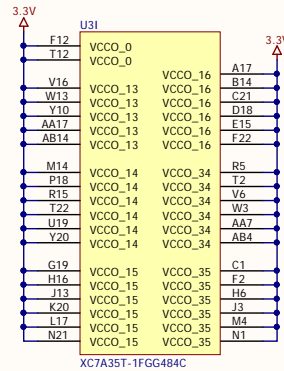 3.3V
U3I
3.3V
F12 VCCO_0
T12 VCCO_0
VCCO_16 A17
V16 VCCO_13 VCCO_16 B14
W13 VCCO_13 VCCO_16 C21
Y10 VCCO_13 VCCO_16 D18
AA17 VCCO_13 VCCO_16 E15
AB14 VCCO_13 VCCO_16 F22
M14 VCCO_14 VCCO_34 R5
P18 VCCO_14 VCCO_34 T2
R15 VCCO_14 VCCO_34 V6
T22 VCCO_14 VCCO_34 W3
U19 VCCO_14 VCCO_34 AA7
Y20 VCCO_14 VCCO_34 AB4
G19 VCCO_15 VCCO_35 C1
H16 VCCO_15 VCCO_35 F2
J13 VCCO_15 VCCO_35 H6
K20 VCCO_15 VCCO_35 J3
L17 VCCO_15 VCCO_35 M4
N21 VCCO_15 VCCO_35 N1
XC7A35T-1FGG484C